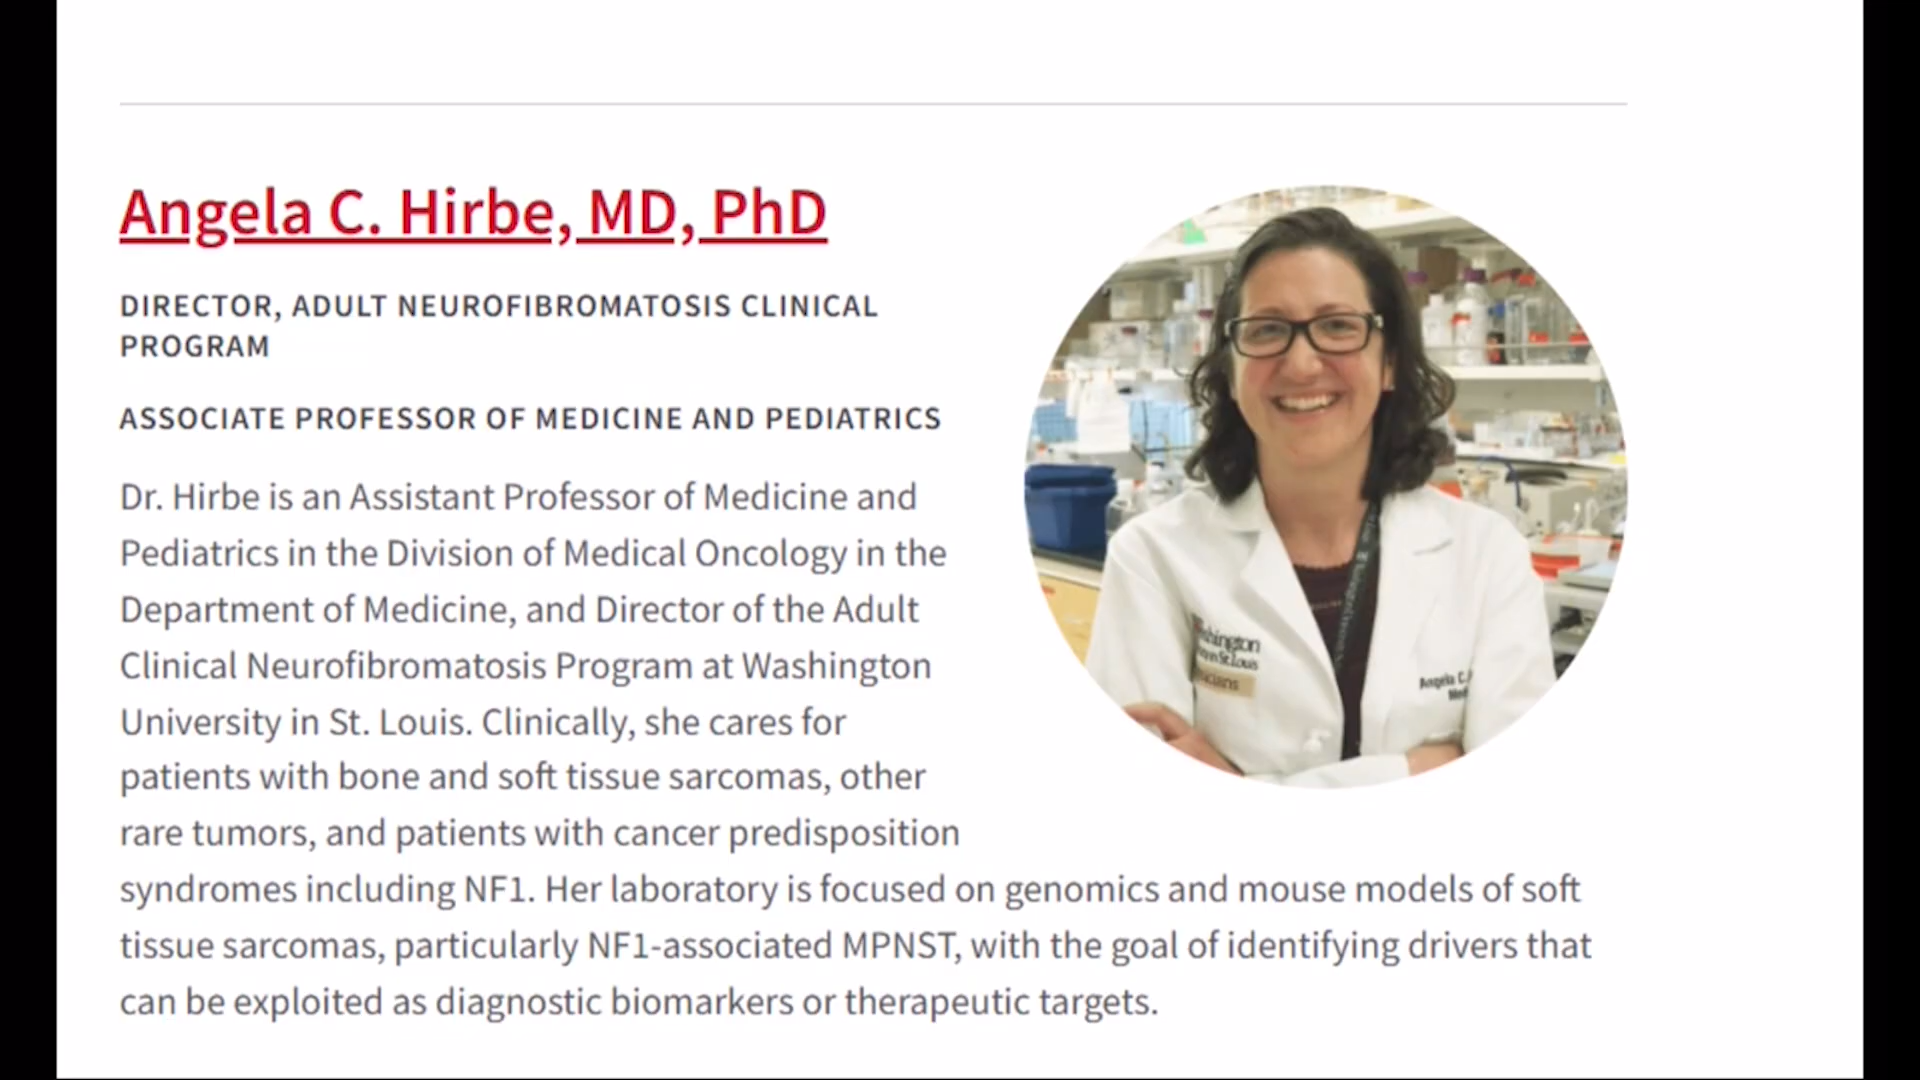 Angela C. Hirbe, MD, PhD
DIRECTOR, ADULT NEUROFIBROMATOSIS CLINICAL
PROGRAM
ASSOCIATE PROFESSOR OF MEDICINE AND PEDIATRICS
Dr. Hirbe is an Assistant Professor of Medicine and
Pediatrics in the Division of Medical Oncology in the
Department of Medicine, and Director of the Adult
Clinical Neurofibromatosis Program at Washington
University in St. Louis. Clinically, she cares for
patients with bone and soft tissue sarcomas, other
rare tumors, and patients with cancer predisposition
syndromes including NF1. Her laboratory is focused on genomics and mouse models of soft
tissue sarcomas, particularly NF1-associated MPNST, with the goal of identifying drivers that
can be exploited as diagnostic biomarkers or therapeutic targets.
St. Louis
Angela C.